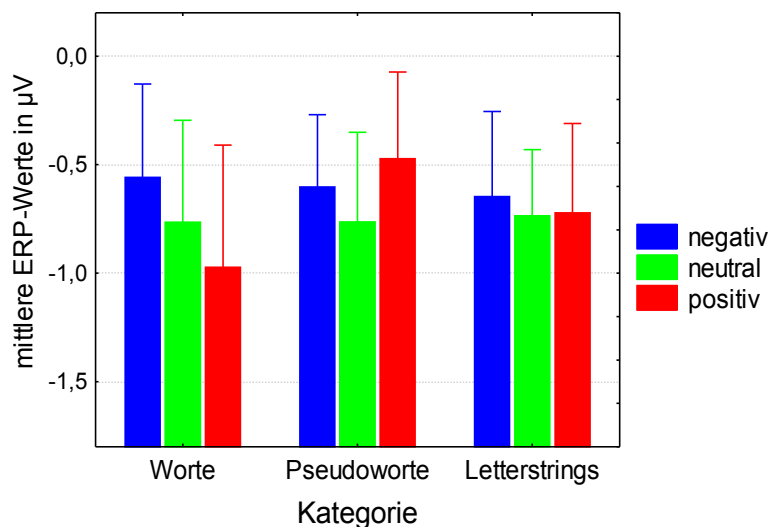 mittlere ERP-Werte in µV
0,0
-0,5
-1,0
-1,5
Worte
Pseudoworte
Letterstrings
Kategorie
negativ
neutral
positiv